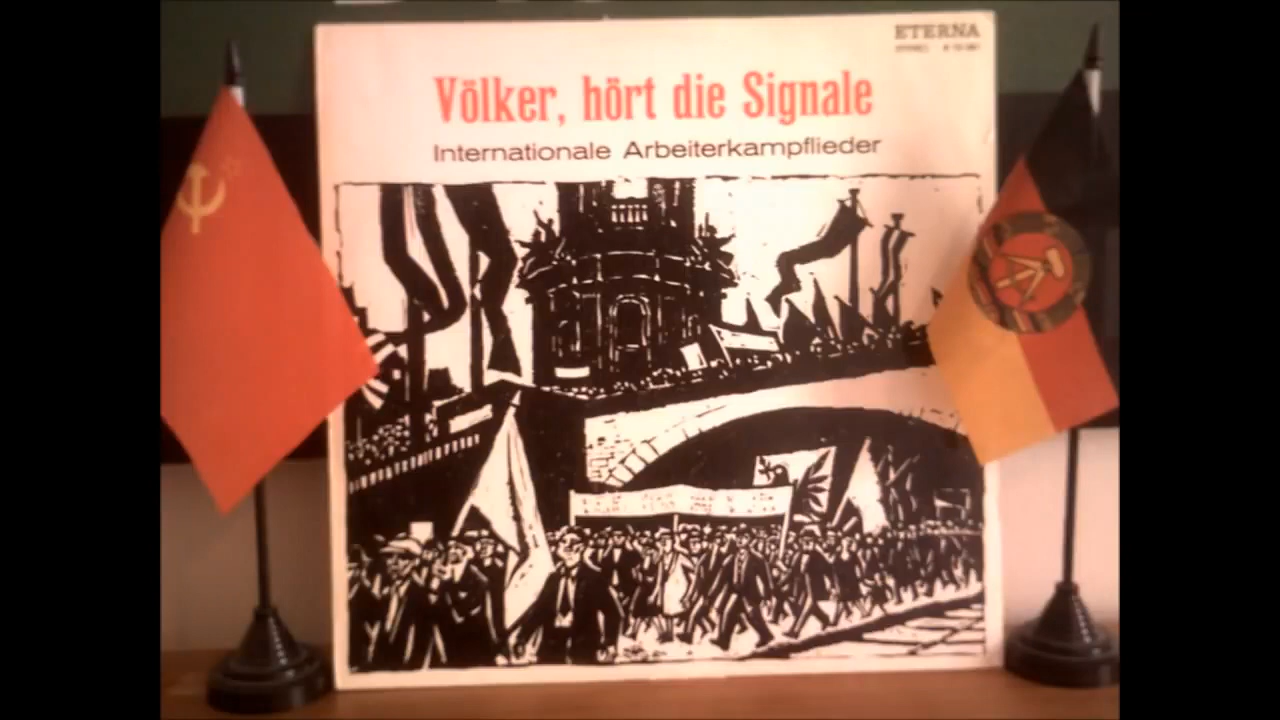 ETERNA
Völker, hört die Signale
Internationale Arbeiterkampflieder